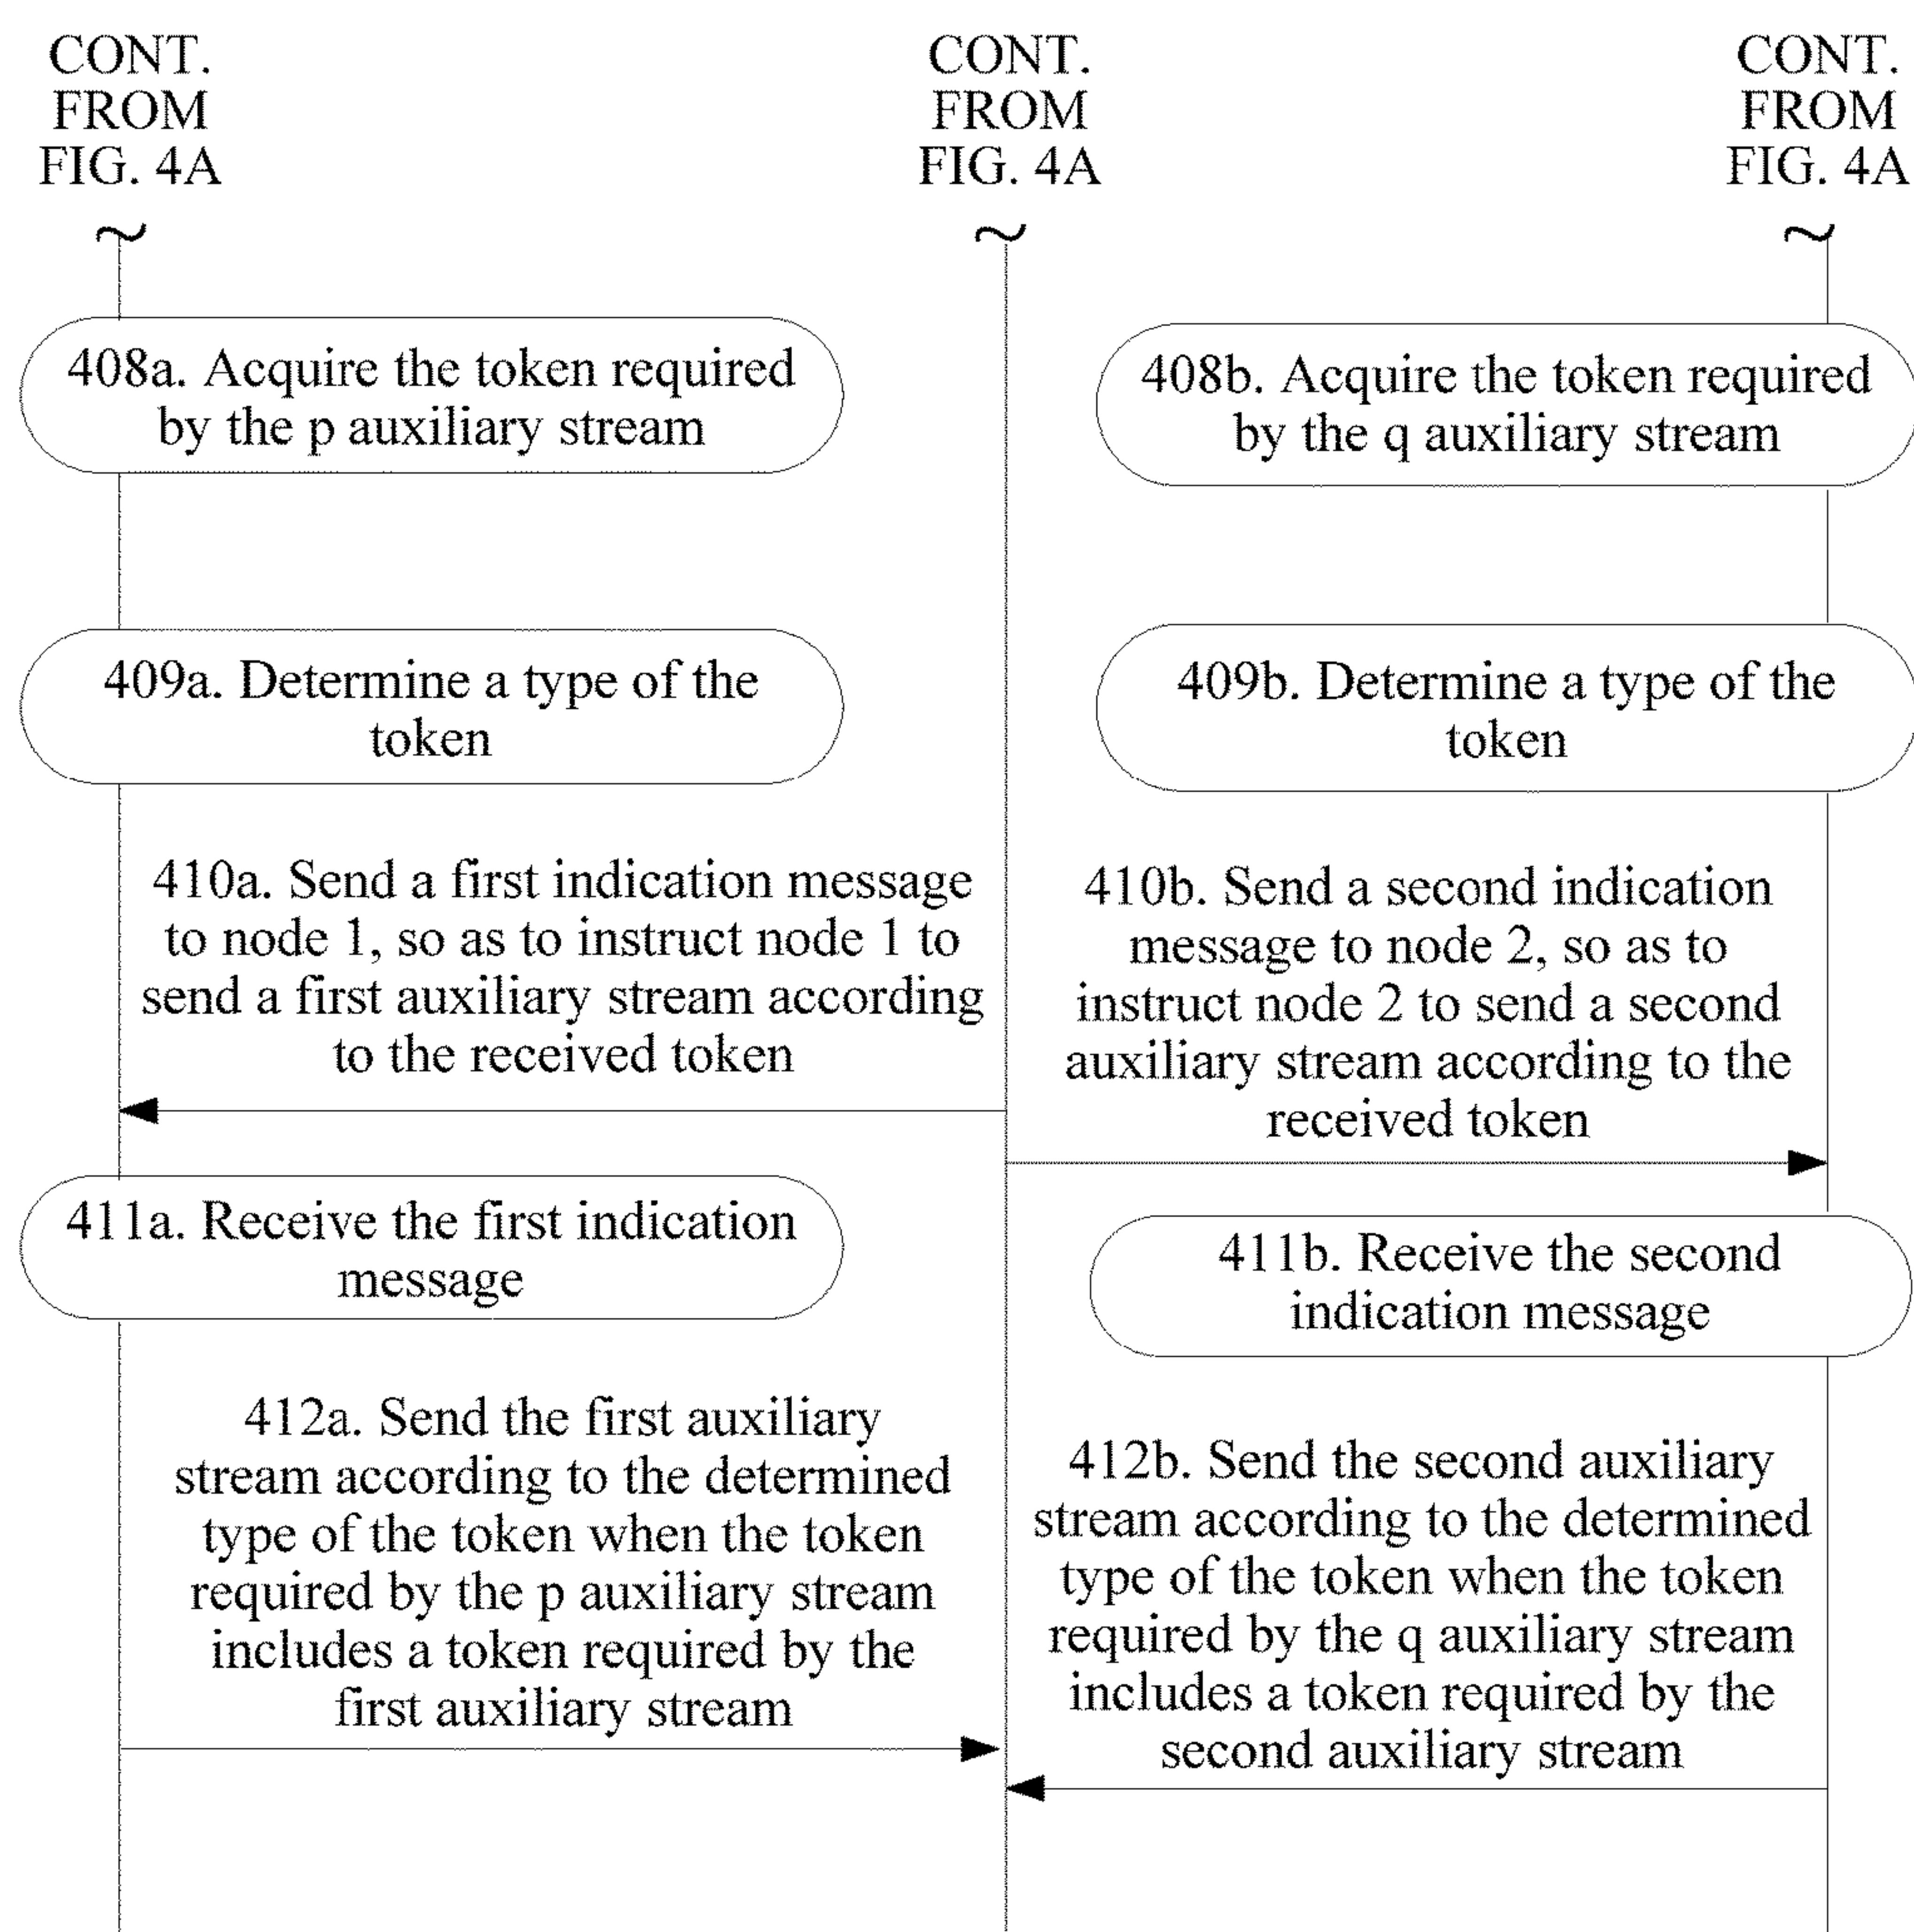 CONT.
FROM
FIG. 4A
CONT.
FROM
FIG. 4A
CONT.
FROM
FIG. 4A
408a. Acquire the token required
by the p auxiliary stream
408b. Acquire the token required
by the q auxiliary stream
409a. Determine a type of the
token
409b. Determine a type of the
token
410a. Send a first indication message
to node 1, so as to instruct node 1 to
send a first auxiliary stream according
to the received token
410b. Send a second indication
message to node 2, so as to
instruct node 2 to send a second
auxiliary stream according to the
received token
411a. Receive the first indication
message
411b. Receive the second
indication message
412a. Send the first auxiliary
stream according to the determined
type of the token when the token
required by the p auxiliary stream
includes a token required by the
first auxiliary stream
412b. Send the second auxiliary
stream according to the determined
type of the token when the token
required by the q auxiliary stream
includes a token required by the
second auxiliary stream